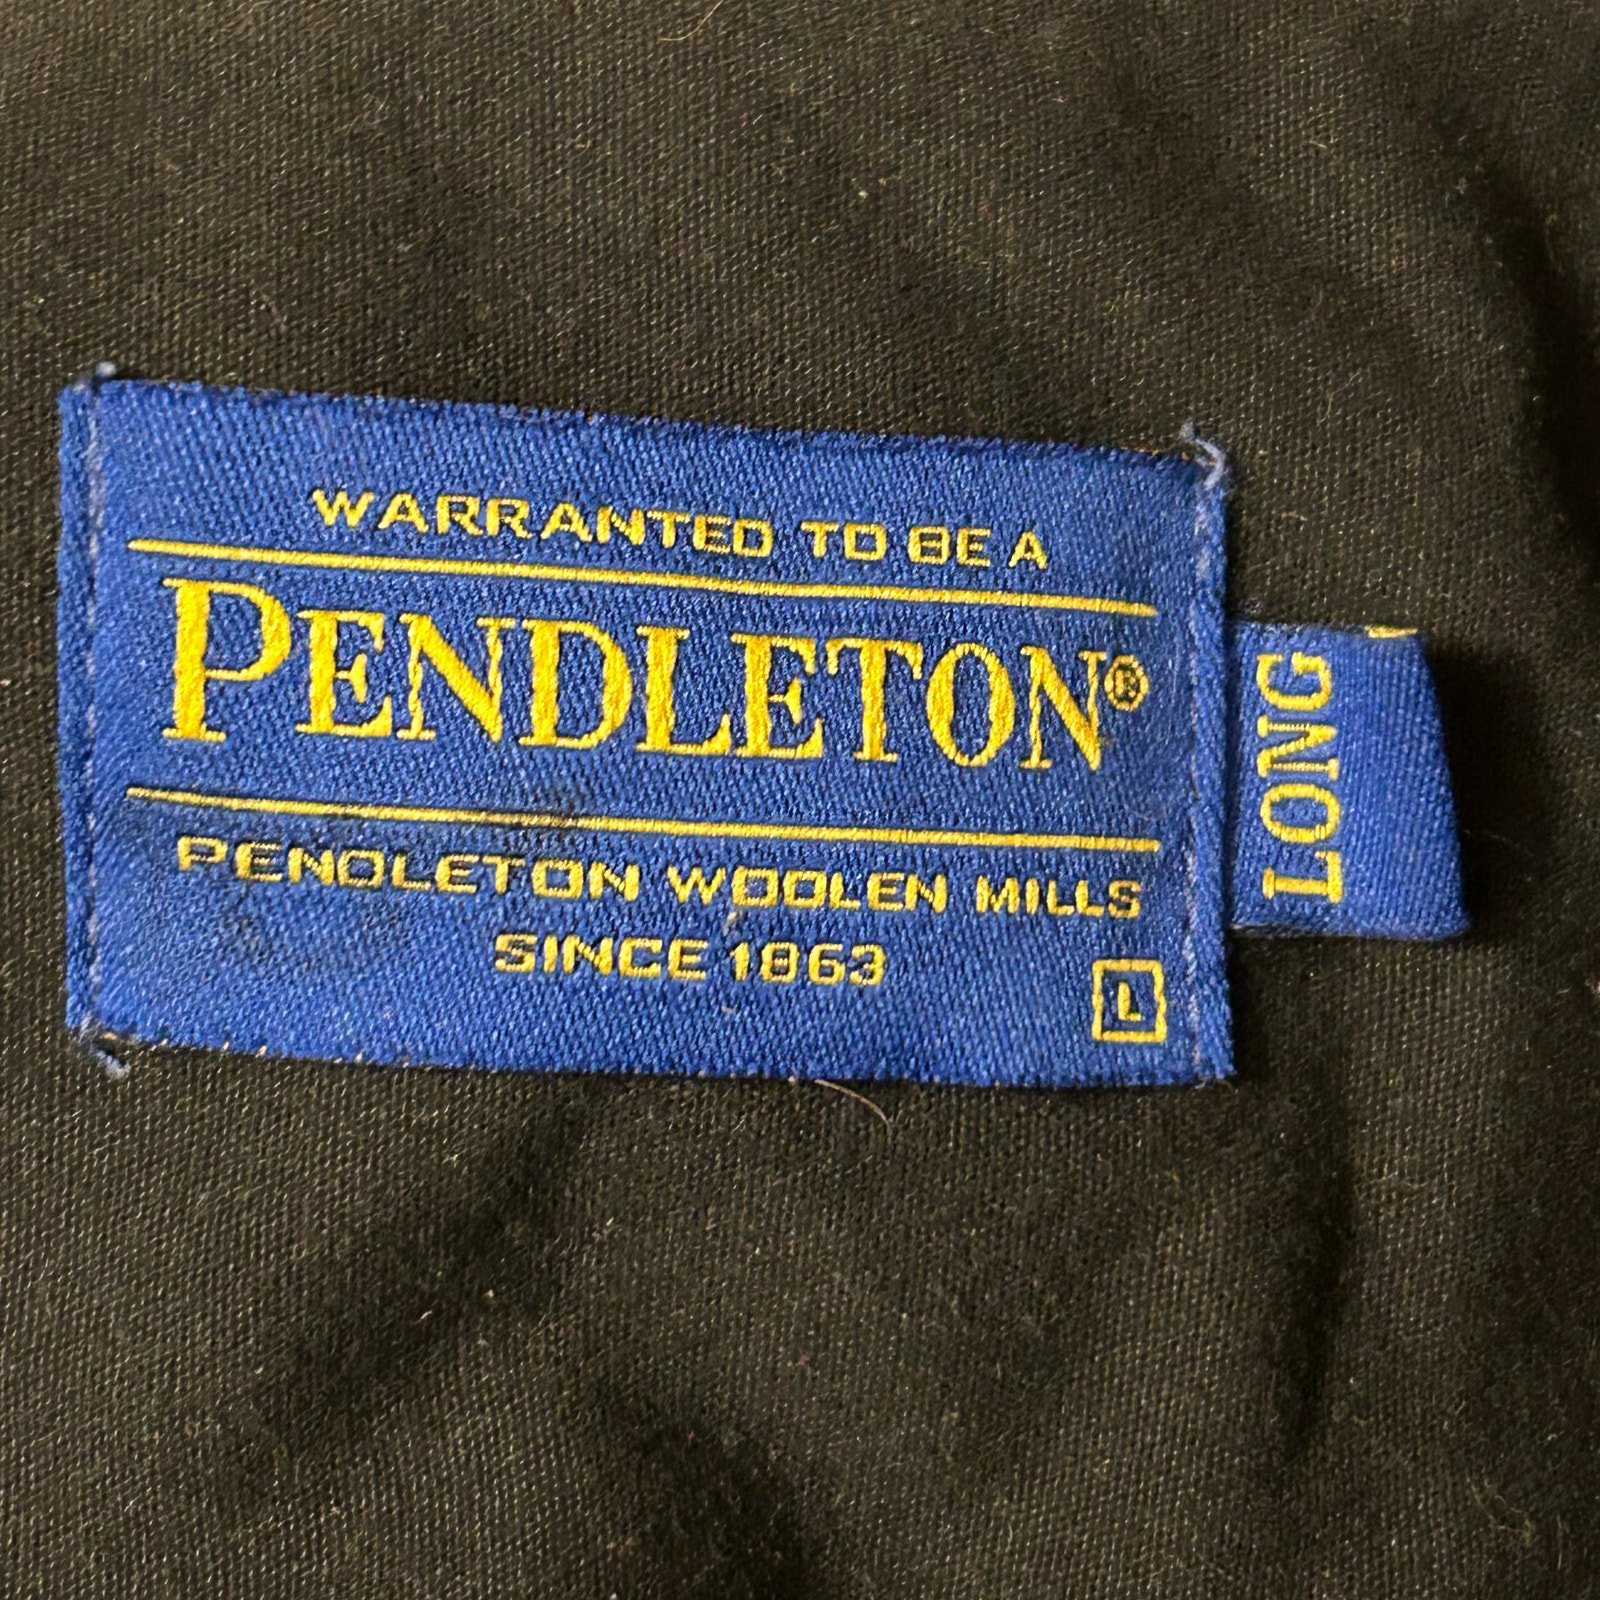 WARRANTED TO BE A
PENDLETON®
PENDLETON WOOLEN MILLS
SINCE 1863
L
LONG